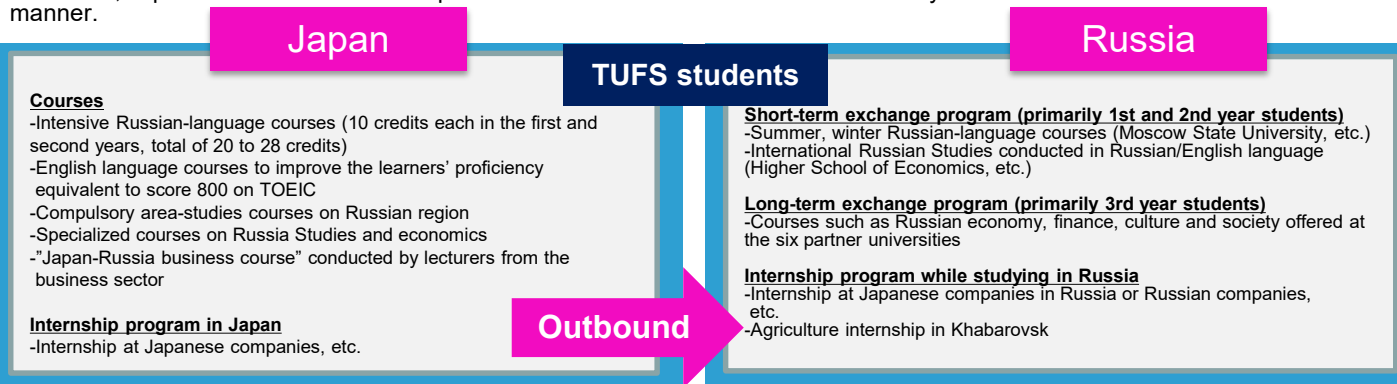 manner.
Japan
Russia
TUFS students
Courses
-Intensive Russian-language courses (10 credits each in the first and
second years, total of 20 to 28 credits)
-English language courses to improve the learners' proficiency
equivalent to score 800 on TOEIC
-Compulsory area-studies courses on Russian region
-Specialized courses on Russia Studies and economics
-"Japan-Russia business course" conducted by lecturers from the
business sector
Internship program in Japan
-Internship at Japanese companies, etc.
Outbound
Short-term exchange program (primarily 1st and 2nd year students)
-Summer, winter Russian-language courses (Moscow State University, etc.)
-International Russian Studies conducted in Russian/English language
(Higher School of Economics, etc.)
Long-term exchange program (primarily 3rd year students)
-Courses such as Russian economy, finance, culture and society offered at
the six partner universities
Internship program while studying in Russia
-Internship at Japanese companies in Russia or Russian companies,
etc.
-Agriculture internship in Khabarovsk